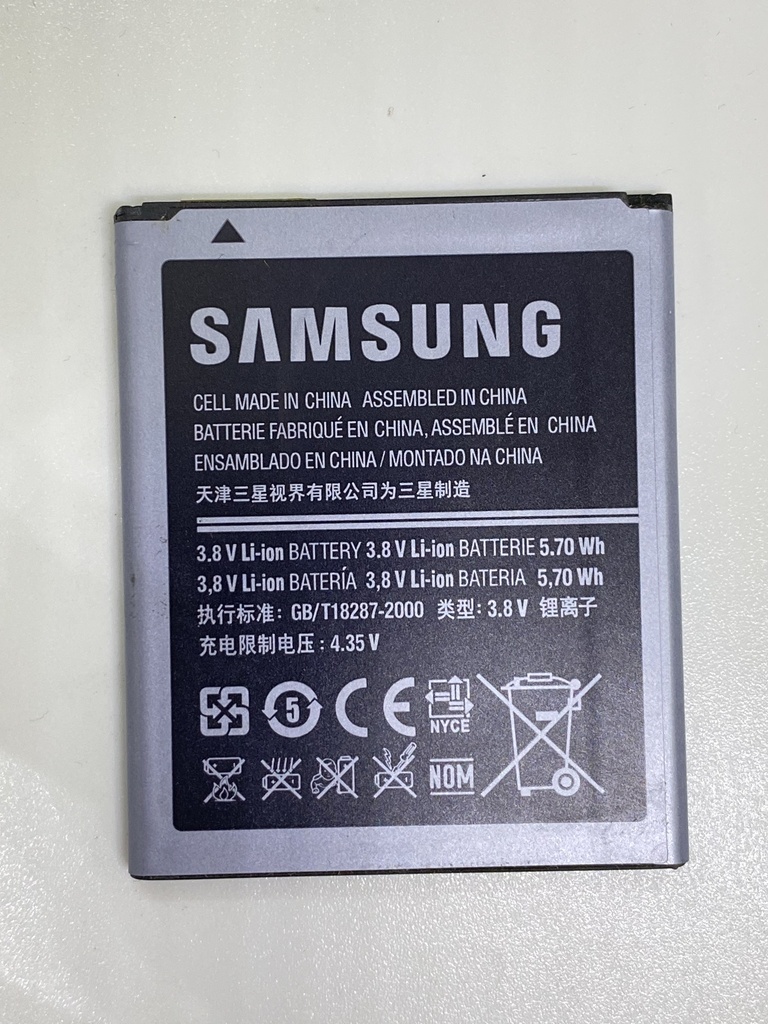 SAMSUNG
CELL MADE IN CHINA ASSEMBLED IN CHINA
BATTERIE FABRIQUÉ EN CHINA, ASSEMBLÉ EN CHINA
ENSAMBLADO EN CHINA / MONTADO NA CHINA
天津三星视界有限公司为三星制造
3.8 V Li-ion BATTERY 3.8 V Li-ion BATTERIE 5.70 Wh
3,8 V Li-ion BATERÍA 3,8 V Li-ion BATERIA 5,70 Wh
执行标准: GB/T18287-2000 类型: 3.8 V 锂离子
充电限制电压: 4.35 V
5 CE NYCE
NOM